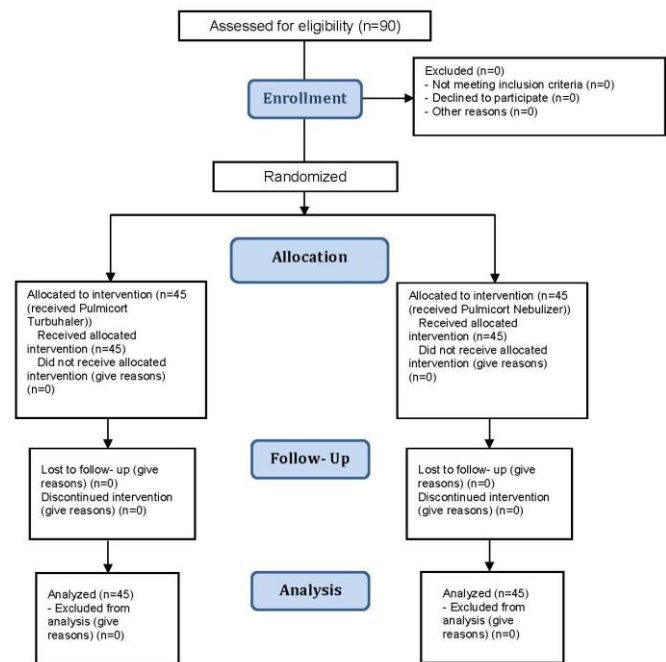 Assessed for eligibility (n=90)
Enrollment
Excluded (n=0)
- Not meeting inclusion criteria (n=0)
- Declined to participate (n=0)
- Other reasons (n=0)
Randomized
Allocation
Allocated to intervention (n=45
(received Pulmicort
Turbuhaler))
Received allocated
intervention (n=45)
Did not receive allocated
intervention (give reasons)
(n=0)
Allocated to intervention (n=45
(received Pulmicort Nebulizer))
Received allocated
intervention (n=45)
Did not receive allocated
intervention (give reasons)
(n=0)
Follow- Up
Lost to follow- up (give
reasons) (n=0)
Discontinued intervention
(give reasons) (n=0)
Lost to follow- up (give
reasons) (n=0)
Discontinued intervention
(give reasons) (n=0)
Analysis
Analyzed (n=45)
- Excluded from
analysis (give
reasons) (n=0)
Analyzed (n=45)
- Excluded from
analysis (give
reasons) (n=0)